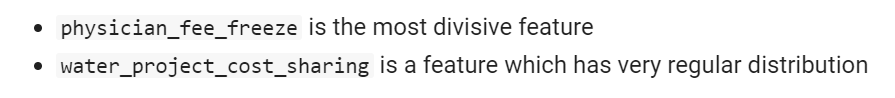 • physician_fee_freeze is the most divisive feature
• water_project_cost_sharing is a feature which has very regular distribution